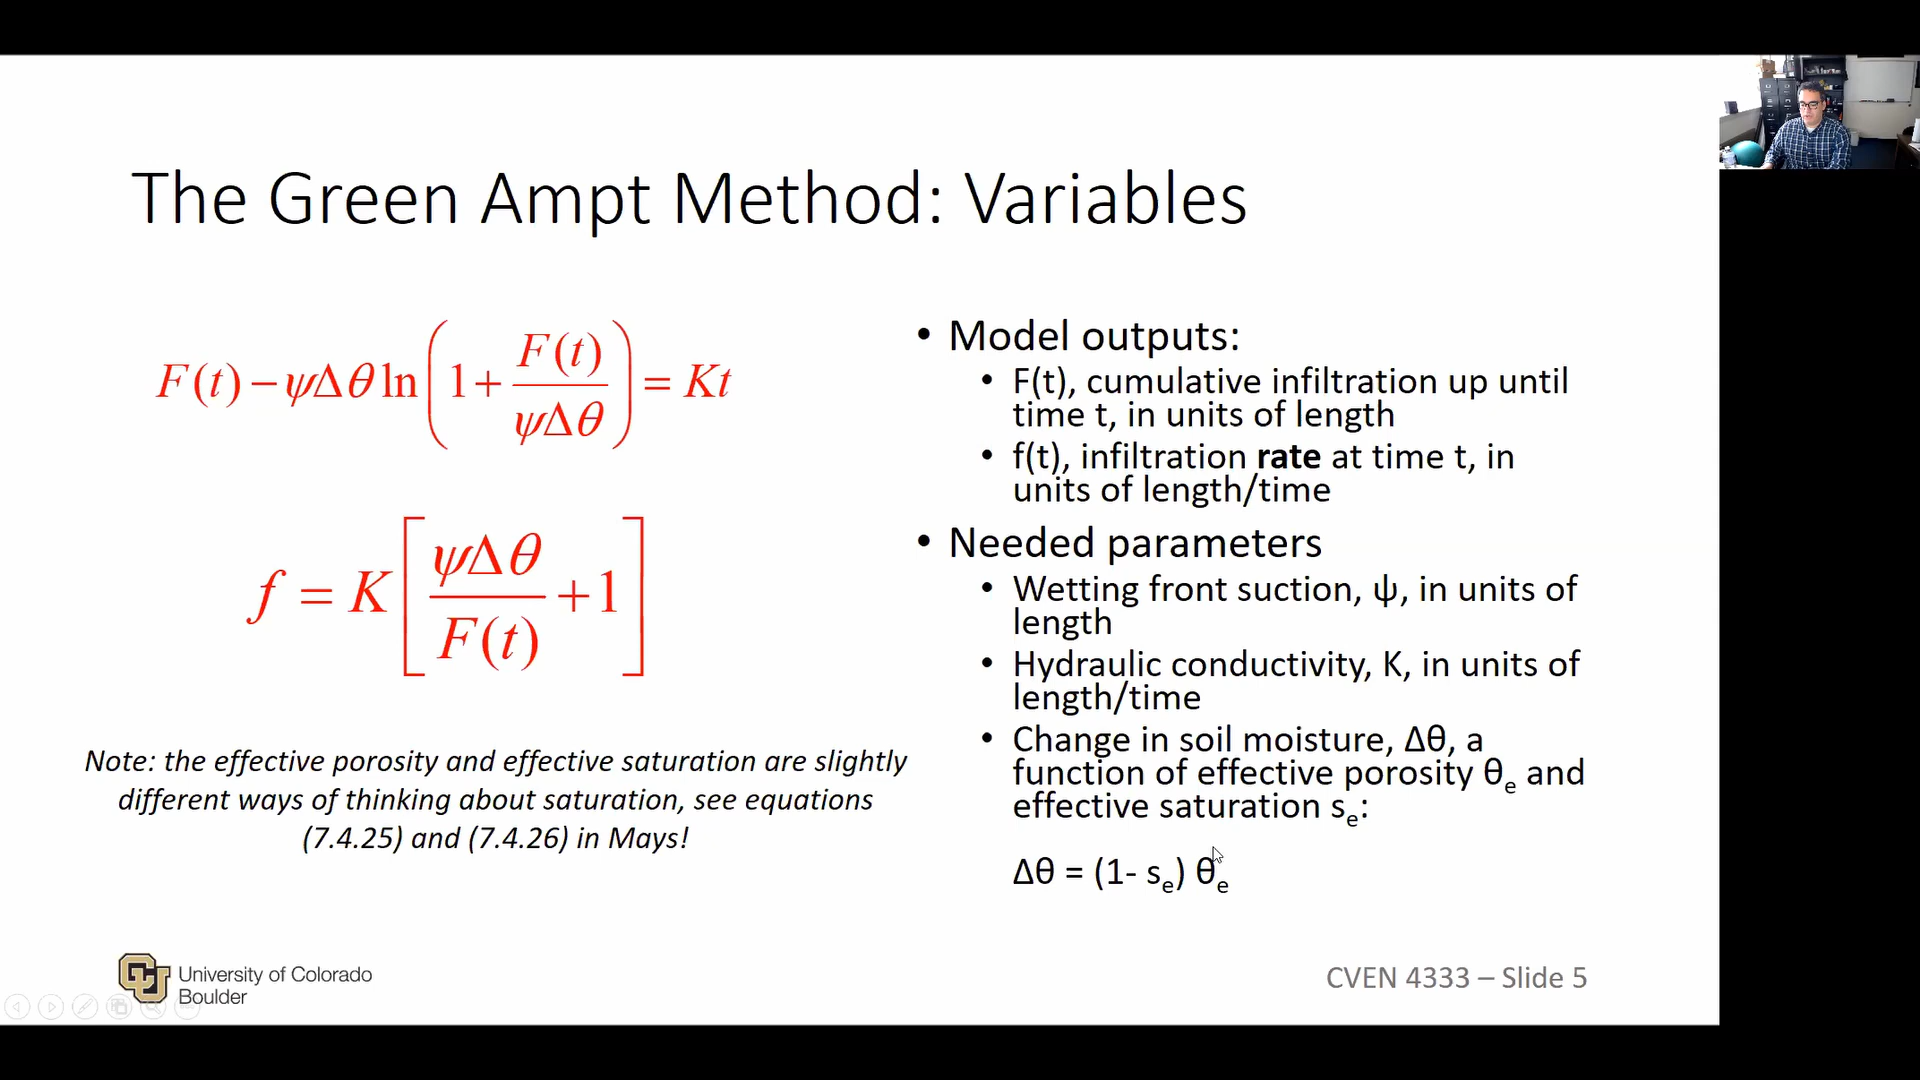 The Green Ampt Method: Variables
F(t) − ψΔθ ln(1 + F(t)/ψΔθ) = Kt
f = K[ψΔθ/F(t) + 1]
Note: the effective porosity and effective saturation are slightly
different ways of thinking about saturation, see equations
(7.4.25) and (7.4.26) in Mays!
• Model outputs:
• F(t), cumulative infiltration up until
time t, in units of length
• f(t), infiltration rate at time t, in
units of length/time
• Needed parameters
• Wetting front suction, ψ, in units of
length
• Hydraulic conductivity, K, in units of
length/time
• Change in soil moisture, Δθ, a
function of effective porosity θₑ and
effective saturation sₑ:
Δθ = (1- sₑ) θₑ
CU
University of Colorado
Boulder
CVEN 4333 – Slide 5